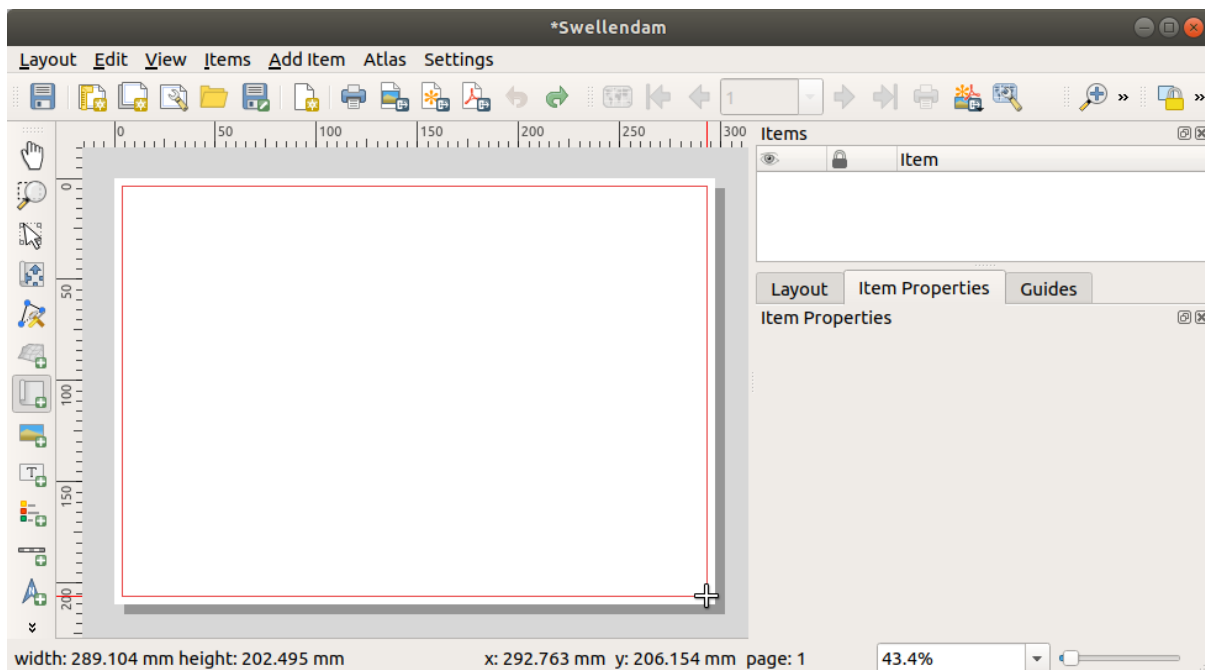 *Swellendam
Layout Edit View Items Add Item Atlas Settings
1
»
»
0 50 100 150 200 250 300
0
50
100
150
200
Items
Item
Layout Item Properties Guides
Item Properties
T
N
width: 289.104 mm height: 202.495 mm x: 292.763 mm y: 206.154 mm page: 1 43.4%